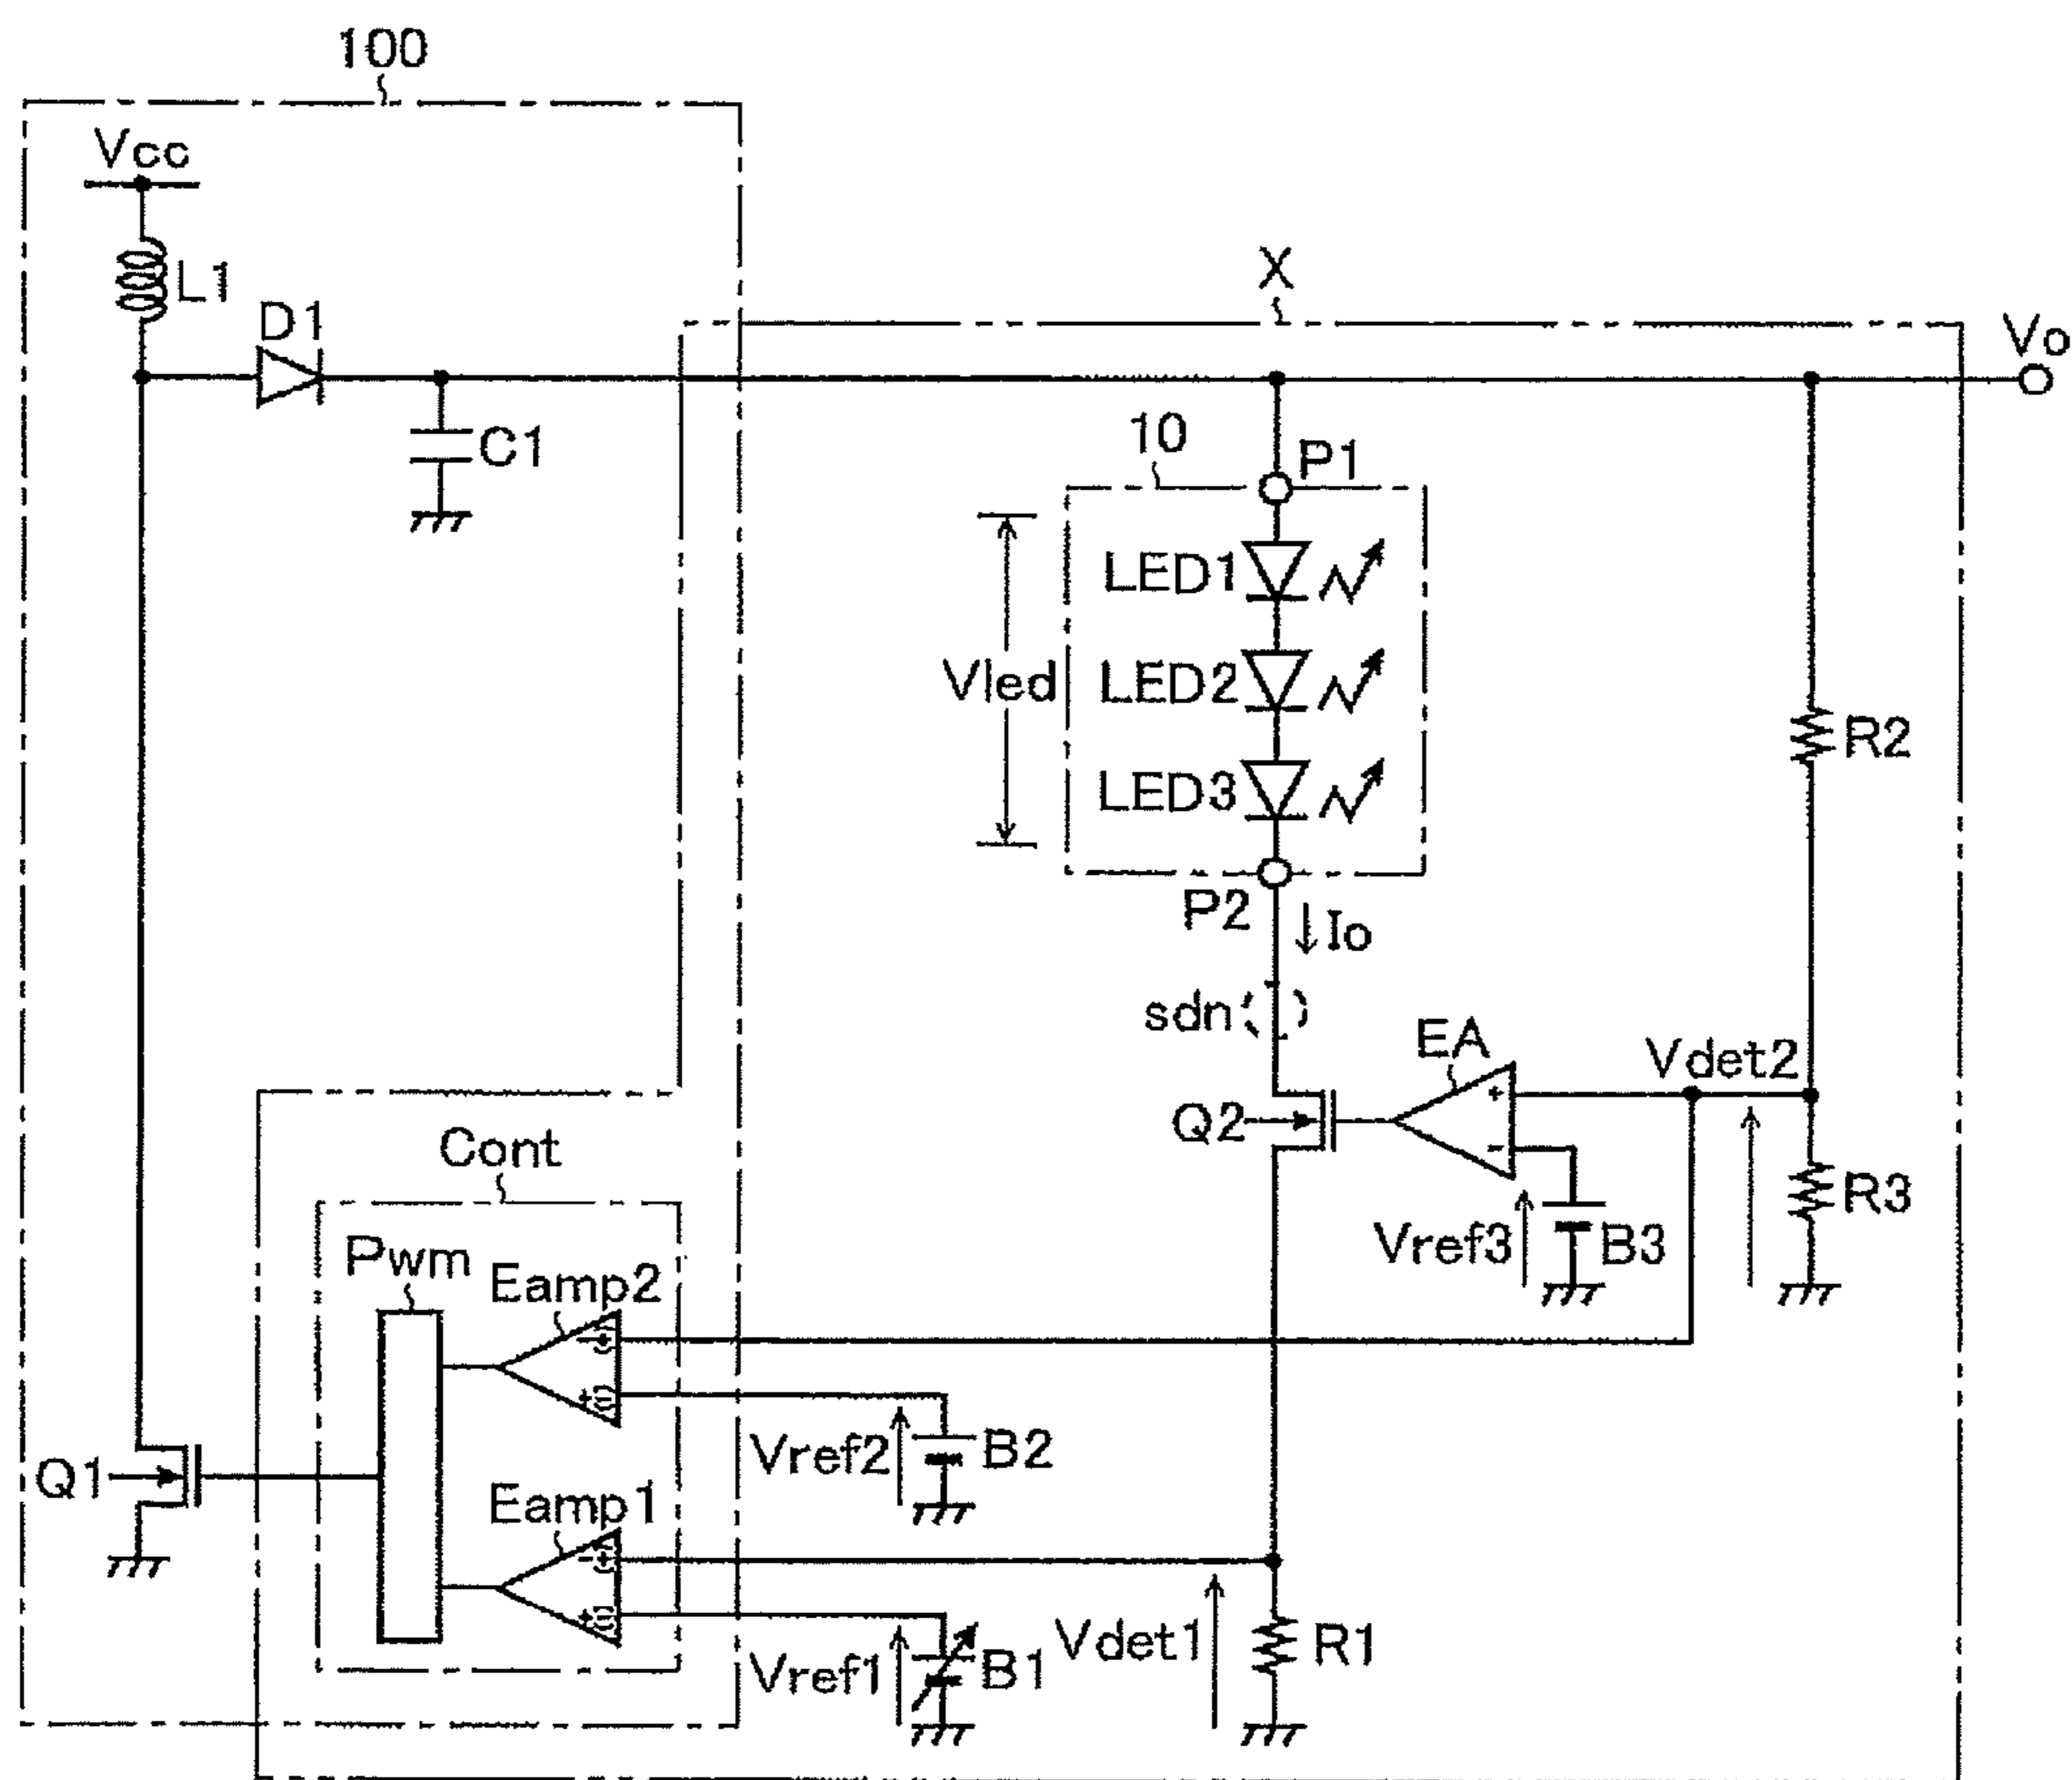 100
Vcc
L1
D1
C1
X
Vo
10
P1
LED1
Vled
LED2
LED3
R2
P2
Io
sdn
EA
Vdet2
+
-
Q2
Vref3
B3
R3
Cont
Pwm
Eamp2
-(+)
+(-)
Vref2
B2
Q1
Eamp1
-(+)
+(-)
Vref1
B1
Vdet1
R1